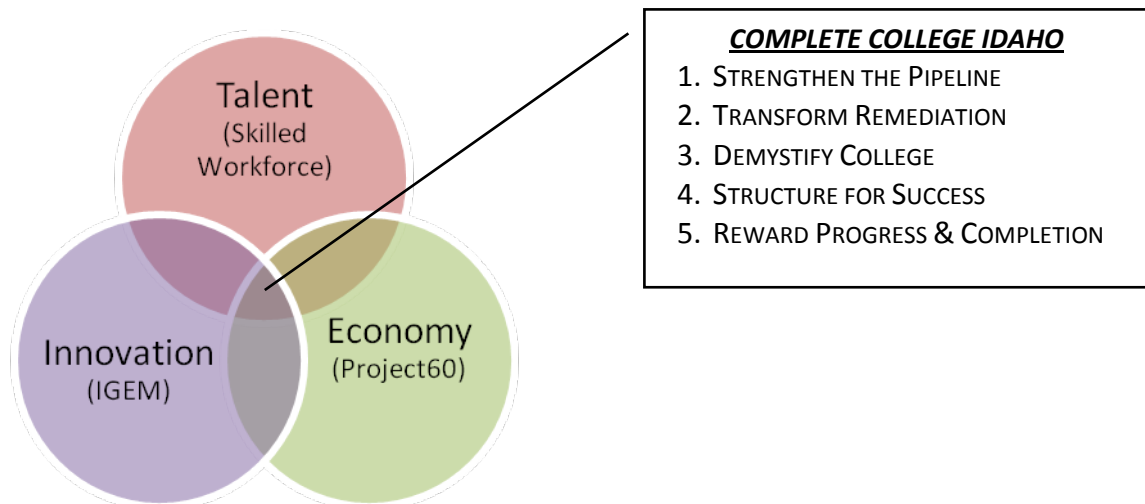 Talent
(Skilled
Workforce)
Innovation
(IGEM)
Economy
(Project60)
COMPLETE COLLEGE IDAHO
1. STRENGTHEN THE PIPELINE
2. TRANSFORM REMEDIATION
3. DEMYSTIFY COLLEGE
4. STRUCTURE FOR SUCCESS
5. REWARD PROGRESS & COMPLETION